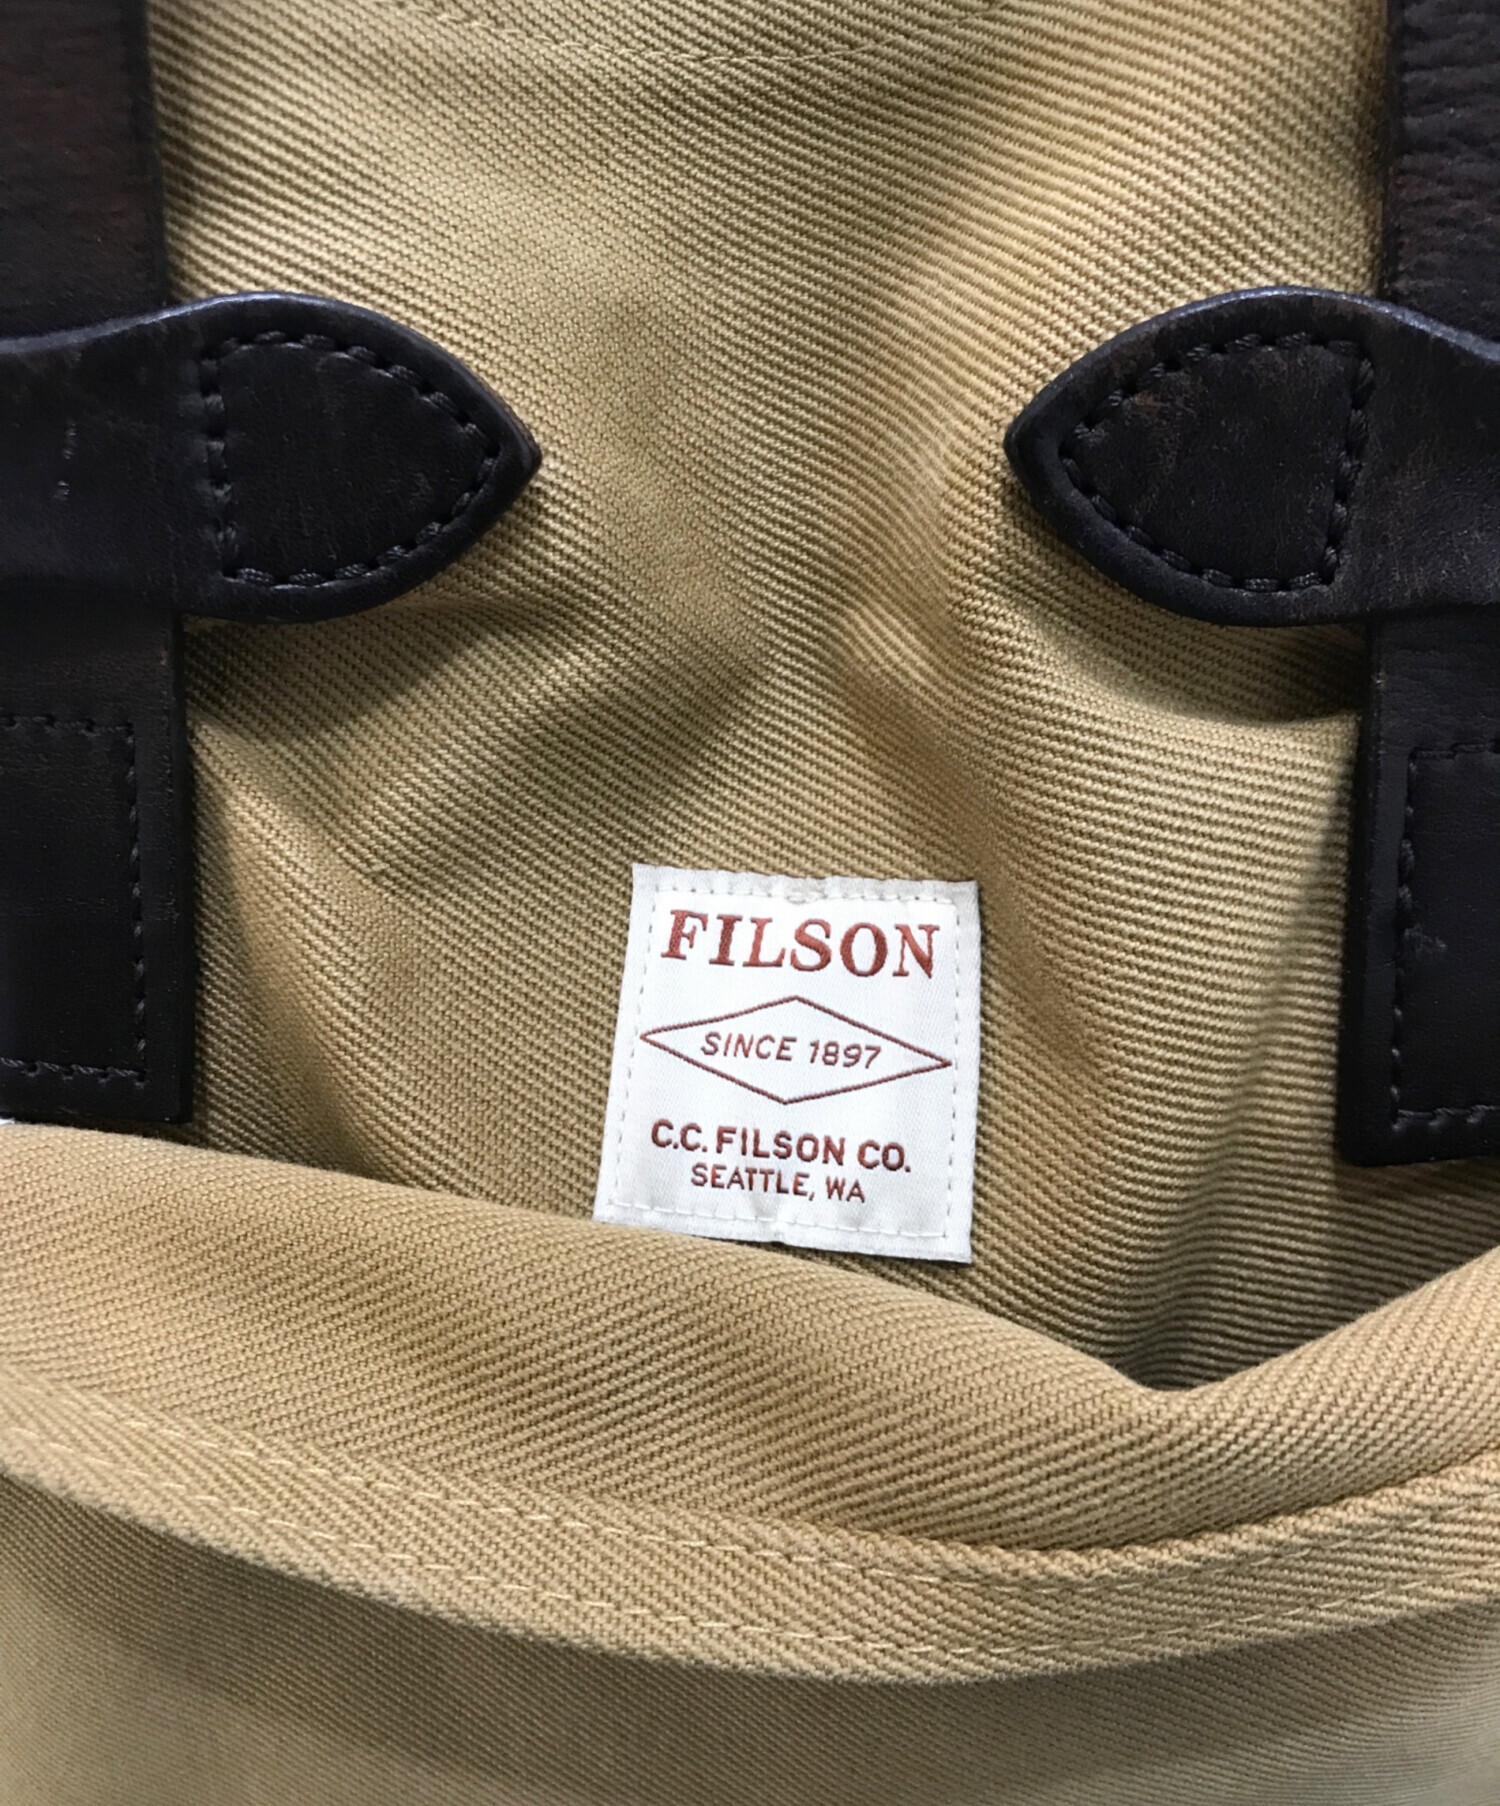 FILSON
SINCE 1897
C.C. FILSON CO.
SEATTLE, WA